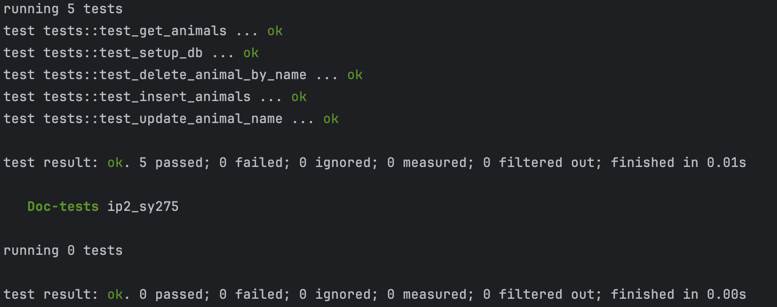 running 5 tests
test tests::test_get_animals ... ok
test tests::test_setup_db ... ok
test tests::test_delete_animal_by_name ... ok
test tests::test_insert_animals ... ok
test tests::test_update_animal_name ... ok
test result: ok. 5 passed; 0 failed; 0 ignored; 0 measured; 0 filtered out; finished in 0.01s
Doc-tests ip2_sy275
running 0 tests
test result: ok. 0 passed; 0 failed; 0 ignored; 0 measured; 0 filtered out; finished in 0.00s